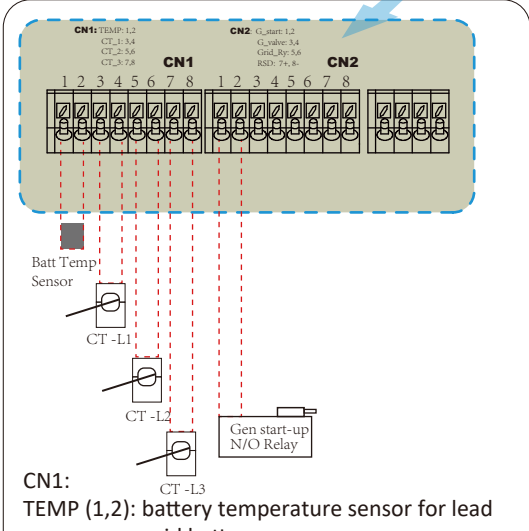 CN1: TEMP: 1,2
CT_1: 3,4
CT_2: 5,6
CT_3: 7,8
CN2: G_start: 1,2
G_valve: 3,4
Grid_Ry: 5,6
RSD: 7+, 8-
CN1
CN2
1 2 3 4 5 6 7 8
1 2 3 4 5 6 7 8
Batt Temp
Sensor
CT -L1
CT -L2
CT -L3
Gen start-up
N/O Relay
CN1:
TEMP (1,2): battery temperature sensor for lead